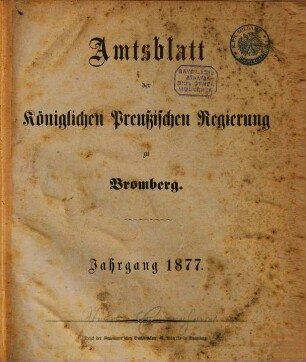 Amtsblatt
der
Königlichen Preußischen Regierung
zu
Bromberg.
Jahrgang 1877.